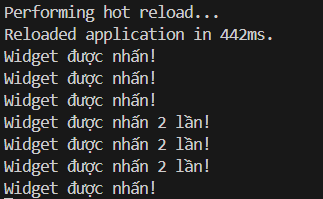 Performing hot reload...
Reloaded application in 442ms.
Widget được nhấn!
Widget được nhấn!
Widget được nhấn!
Widget được nhấn 2 lần!
Widget được nhấn 2 lần!
Widget được nhấn 2 lần!
Widget được nhấn!